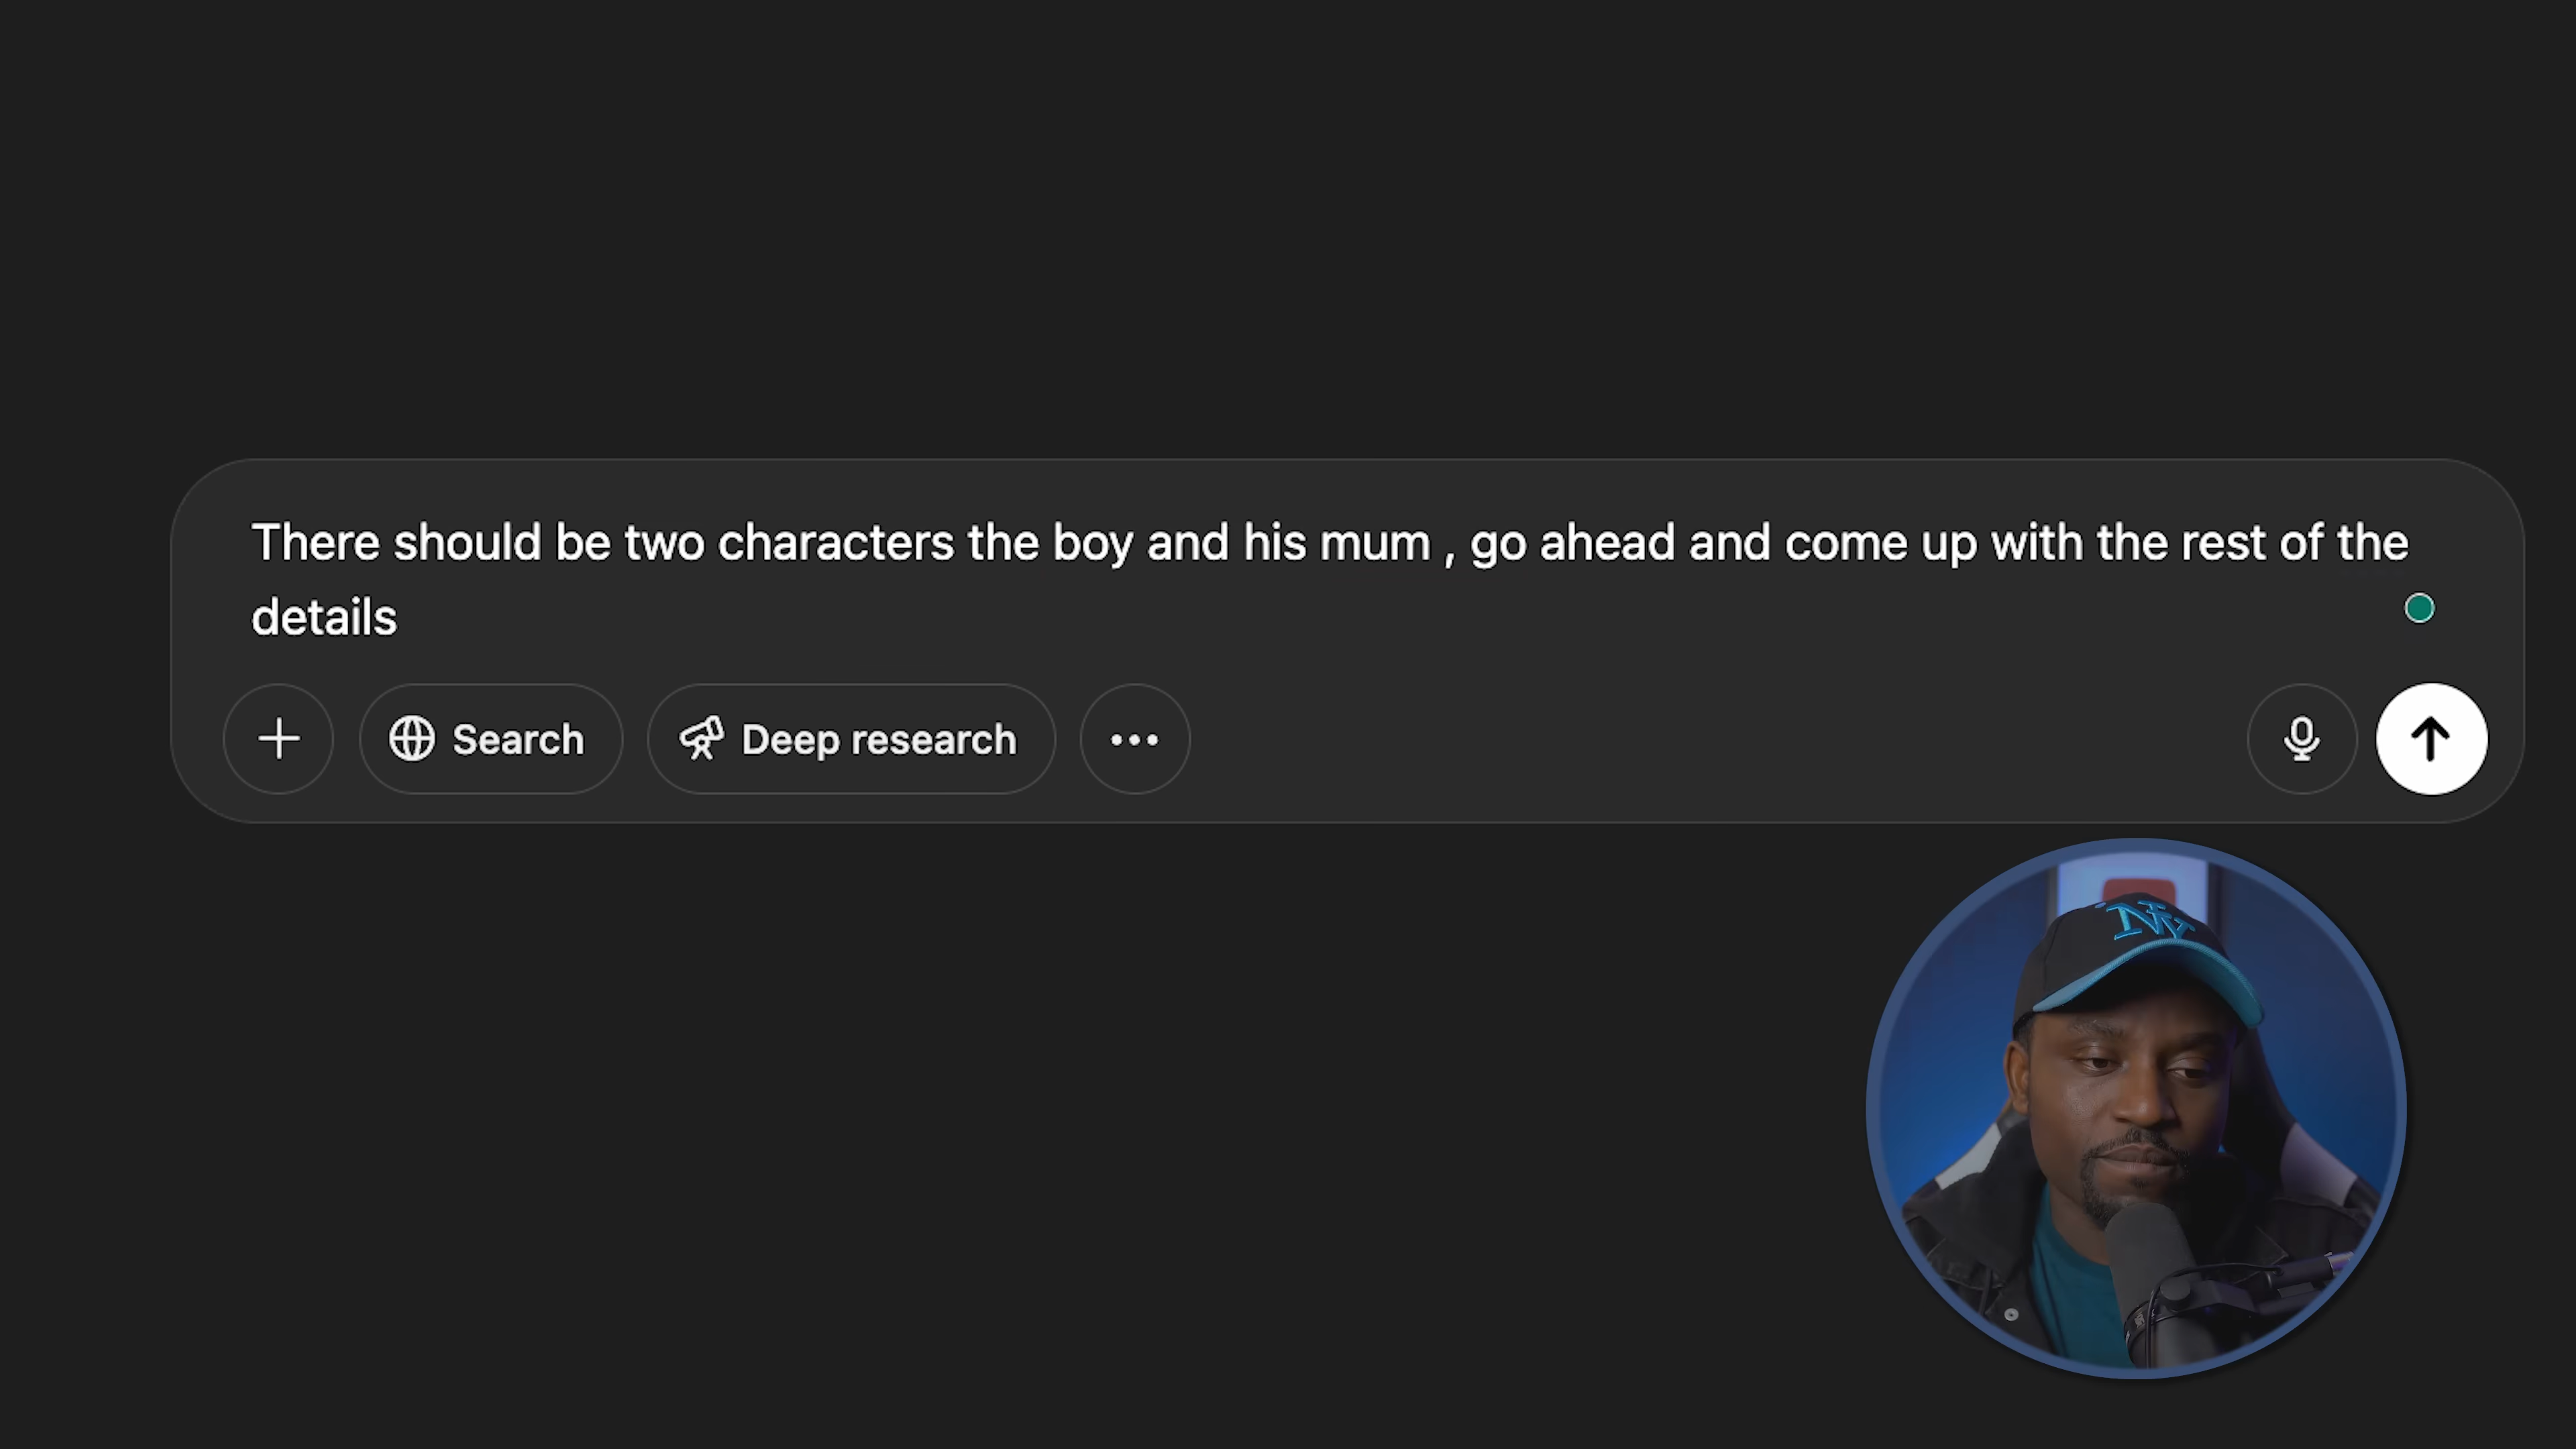 There should be two characters the boy and his mum , go ahead and come up with the rest of the
details
Search
Deep research
NY